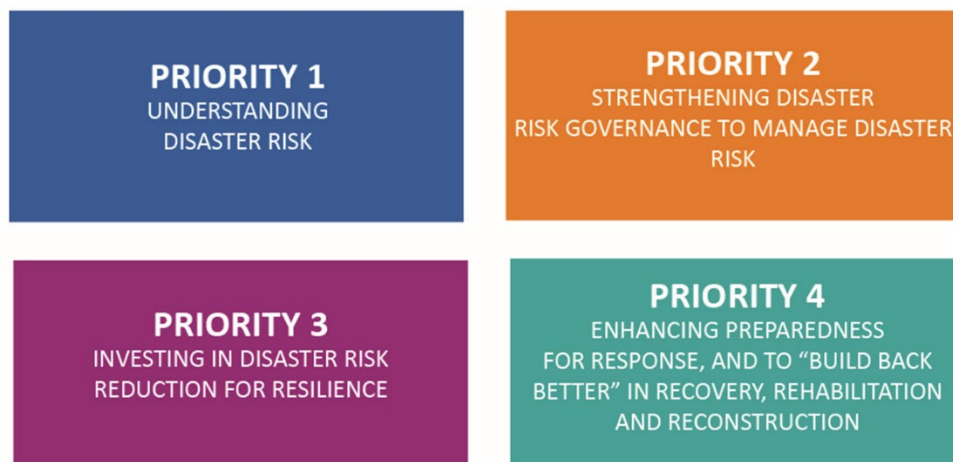 PRIORITY 1
UNDERSTANDING
DISASTER RISK
PRIORITY 2
STRENGTHENING DISASTER
RISK GOVERNANCE TO MANAGE DISASTER
RISK
PRIORITY 3
INVESTING IN DISASTER RISK
REDUCTION FOR RESILIENCE
PRIORITY 4
ENHANCING PREPAREDNESS
FOR RESPONSE, AND TO “BUILD BACK
BETTER” IN RECOVERY, REHABILITATION
AND RECONSTRUCTION